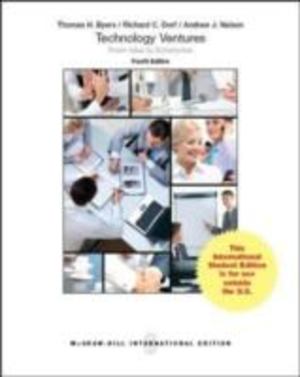 Thomas H. Byers / Richard C. Dorf / Andrew J. Nelson
Technology Ventures
From Idea to Enterprise
Fourth Edition
This
International
Student Edition
is for use
outside
the U.S.
McGRAW-HILL INTERNATIONAL EDITION